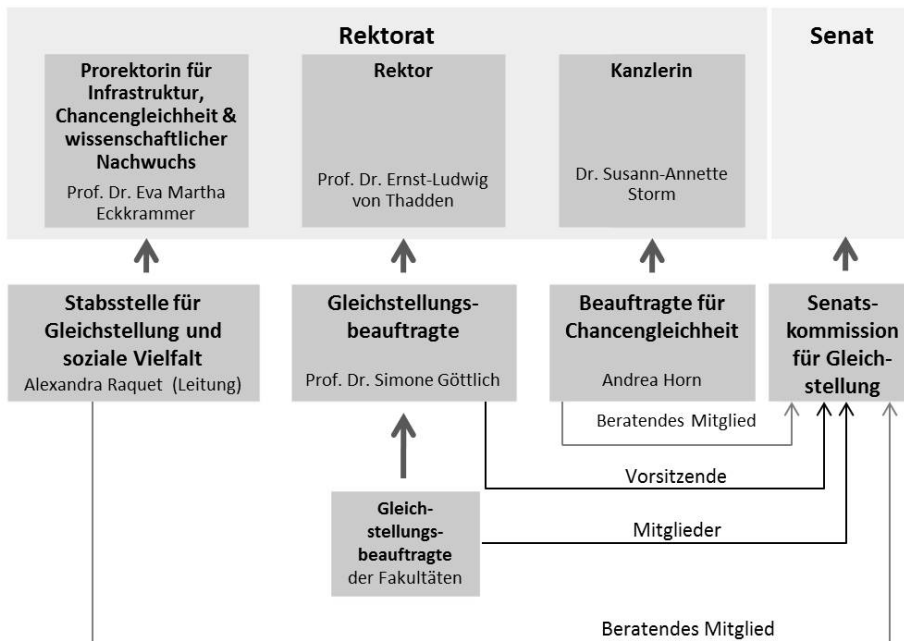 Rektorat
Senat
Prorektorin für
Infrastruktur,
Chancengleichheit &
wissenschaftlicher
Nachwuchs
Prof. Dr. Eva Martha
Eckkrammer
Rektor
Prof. Dr. Ernst-Ludwig
von Thadden
Kanzlerin
Dr. Susann-Annette
Storm
Stabsstelle für
Gleichstellung und
soziale Vielfalt
Alexandra Raquet (Leitung)
Gleichstellungs-
beauftragte
Prof. Dr. Simone Göttlich
Beauftragte für
Chancengleichheit
Andrea Horn
Senats-
kommission
für Gleich-
stellung
Beratendes Mitglied
Vorsitzende
Gleich-
stellungs-
beauftragte
der Fakultäten
Mitglieder
Beratendes Mitglied